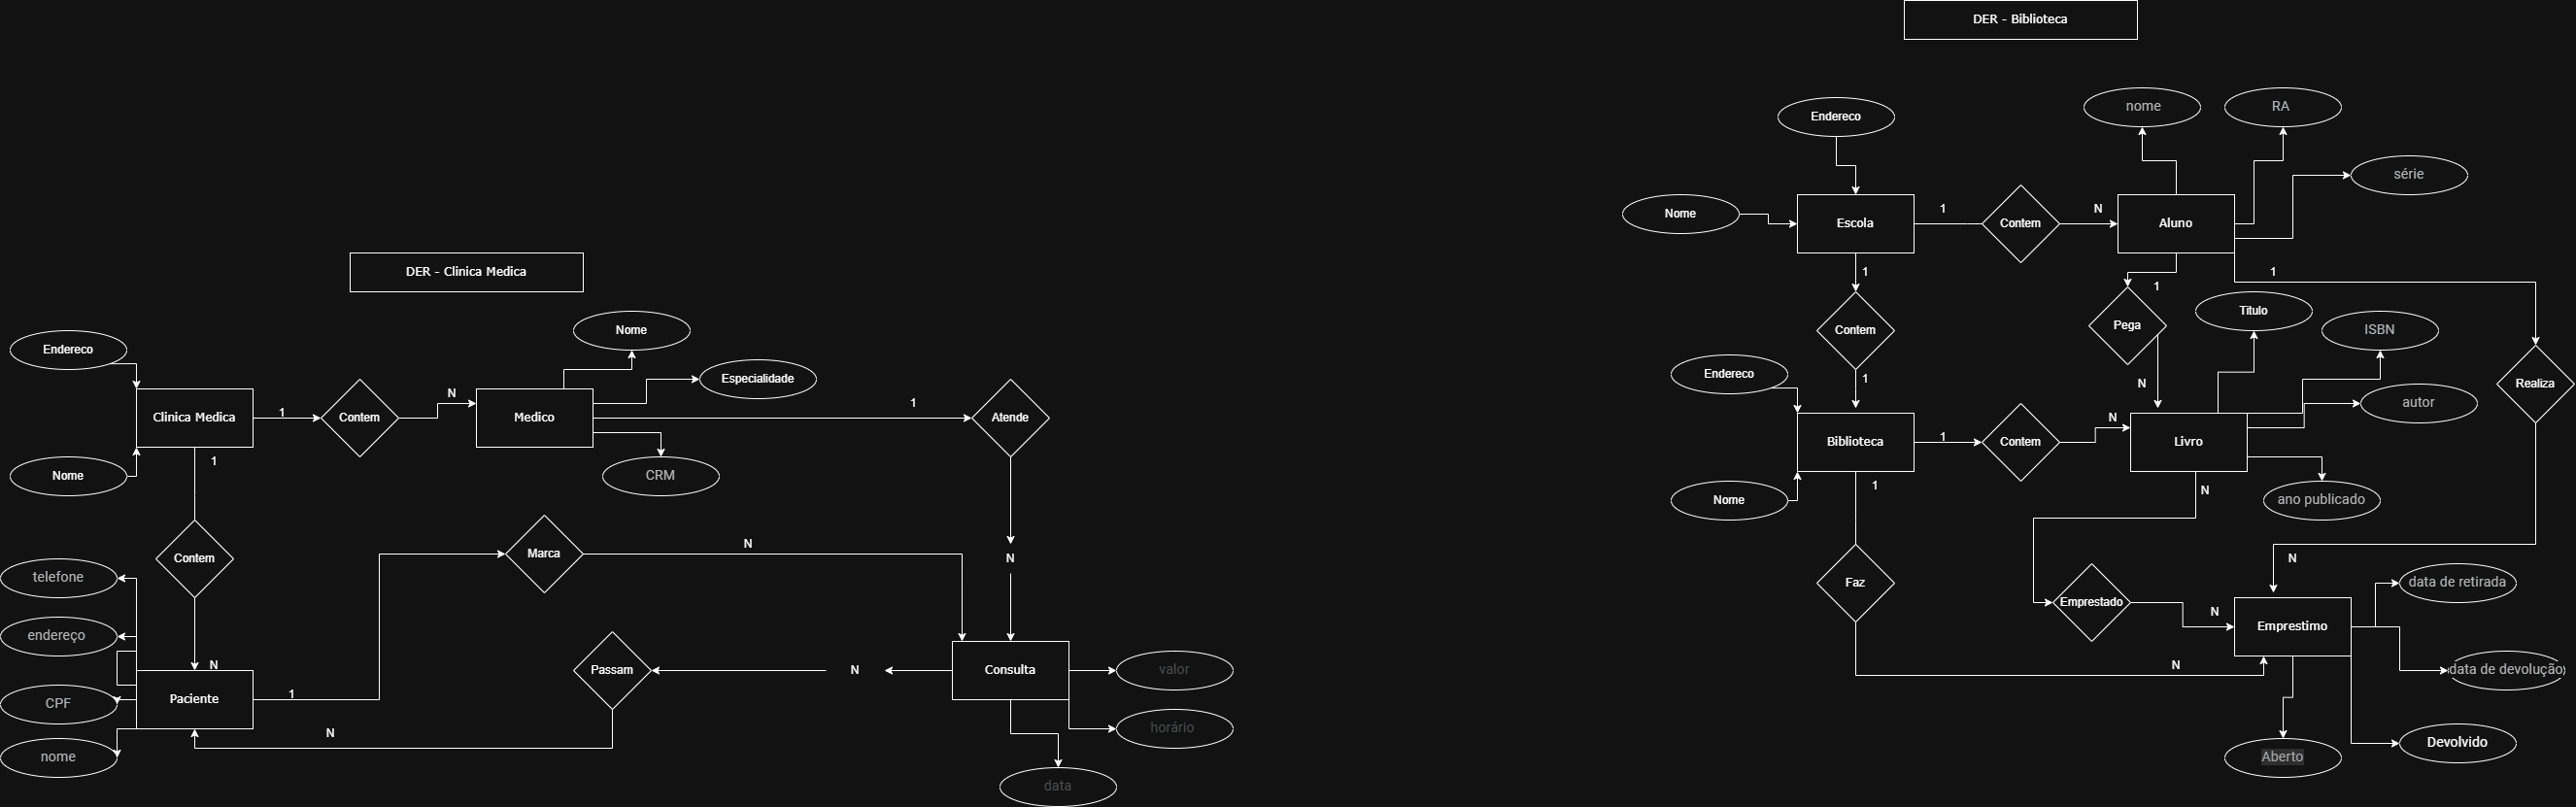 DER - Clinica Medica
Nome
Endereco
Especialidade
N
1
Clinica Medica
1
Contem
Medico
Atende
1
Nome
CRM
Marca
N
Contem
N
telefone
endereço
N
Passam
N
Consulta
valor
CPF
Paciente
1
horário
N
nome
data
DER - Biblioteca
nome
RA
Endereco
série
Nome
1
N
Escola
Contem
Aluno
1
1
1
Titulo
Pega
ISBN
Contem
Endereco
1
N
autor
Realiza
N
Biblioteca
1
Contem
Livro
1
N
Nome
ano publicado
N
Faz
data de retirada
Emprestado
N
Emprestimo
N
data de devolução
Devolvido
Aberto